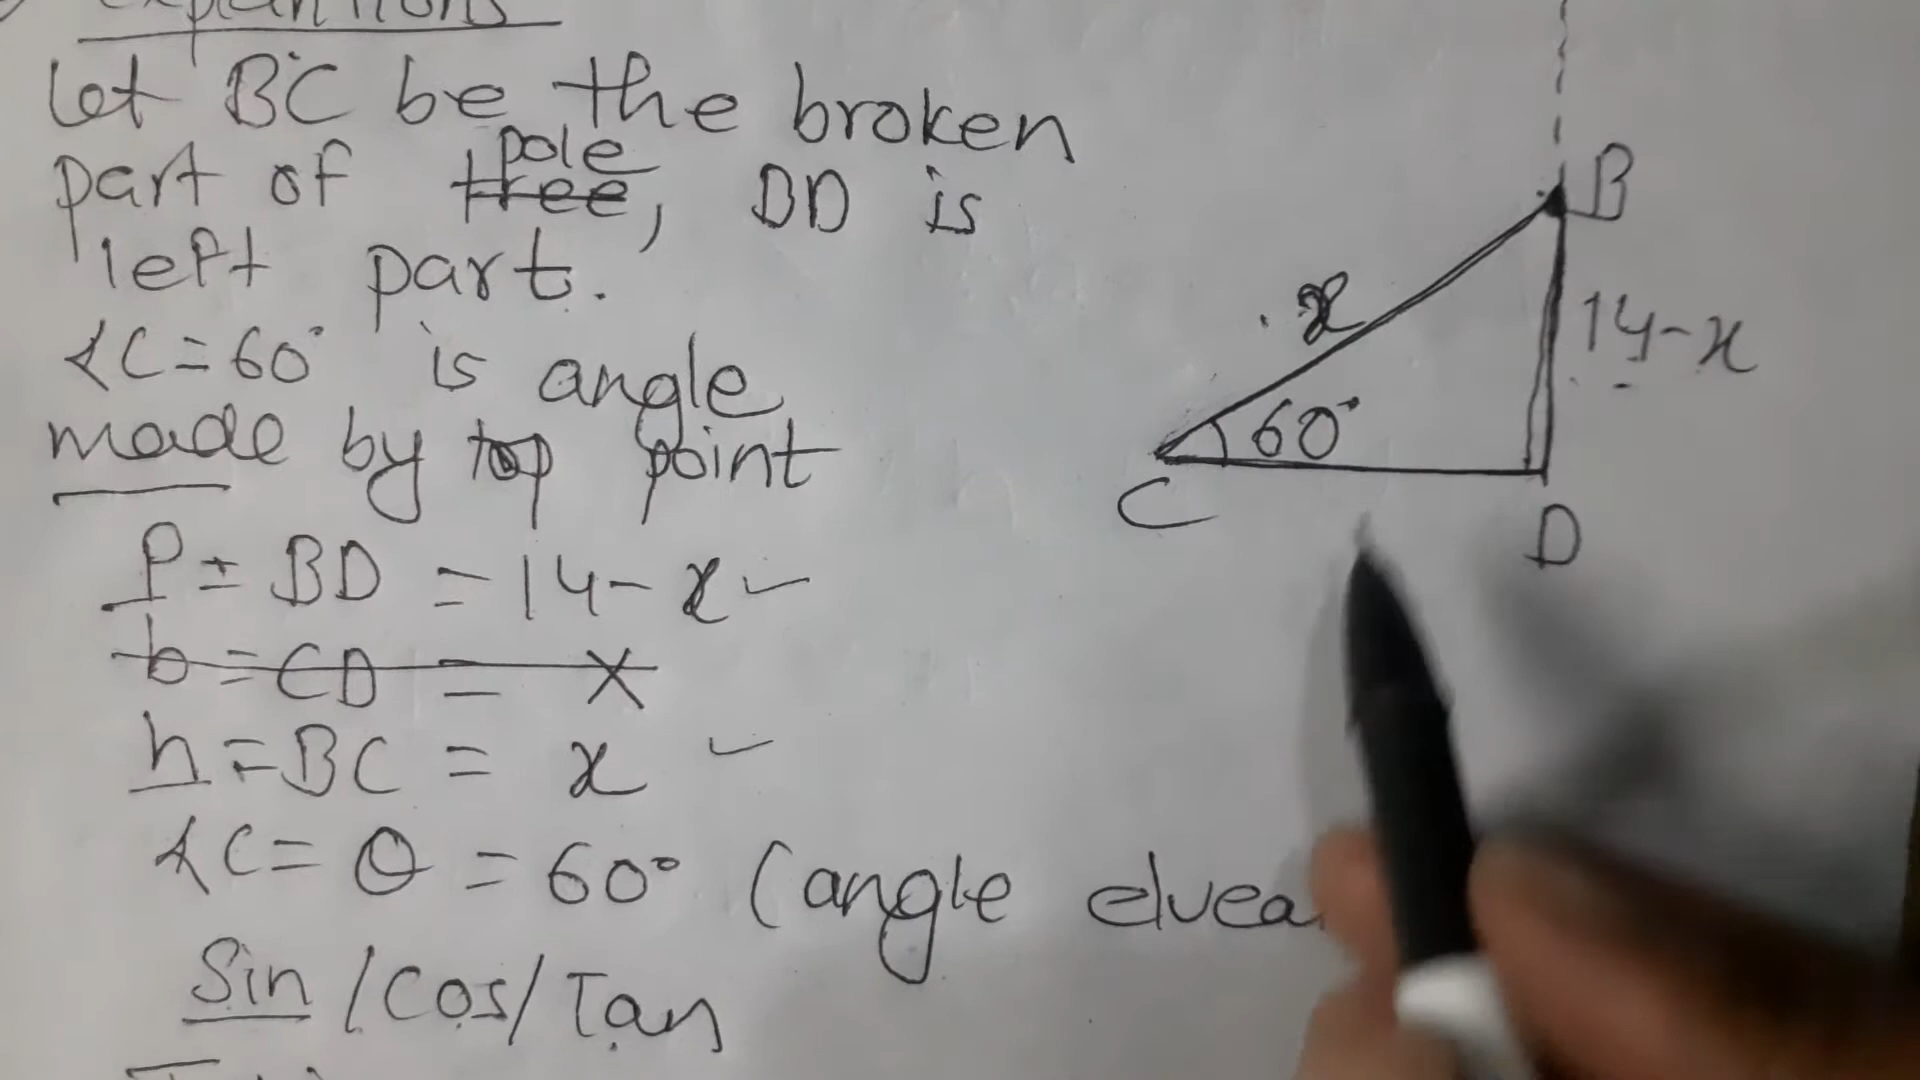 Let BC be the broken
part of tree pole, BD is
left part.
∡C = 60° is angle
made by top point
P = BD = 14 - x
b = CD = X
h = BC = x
∡C = θ = 60° (angle
Sin / Cos / Tan
B
x
14-x
60°
C
D